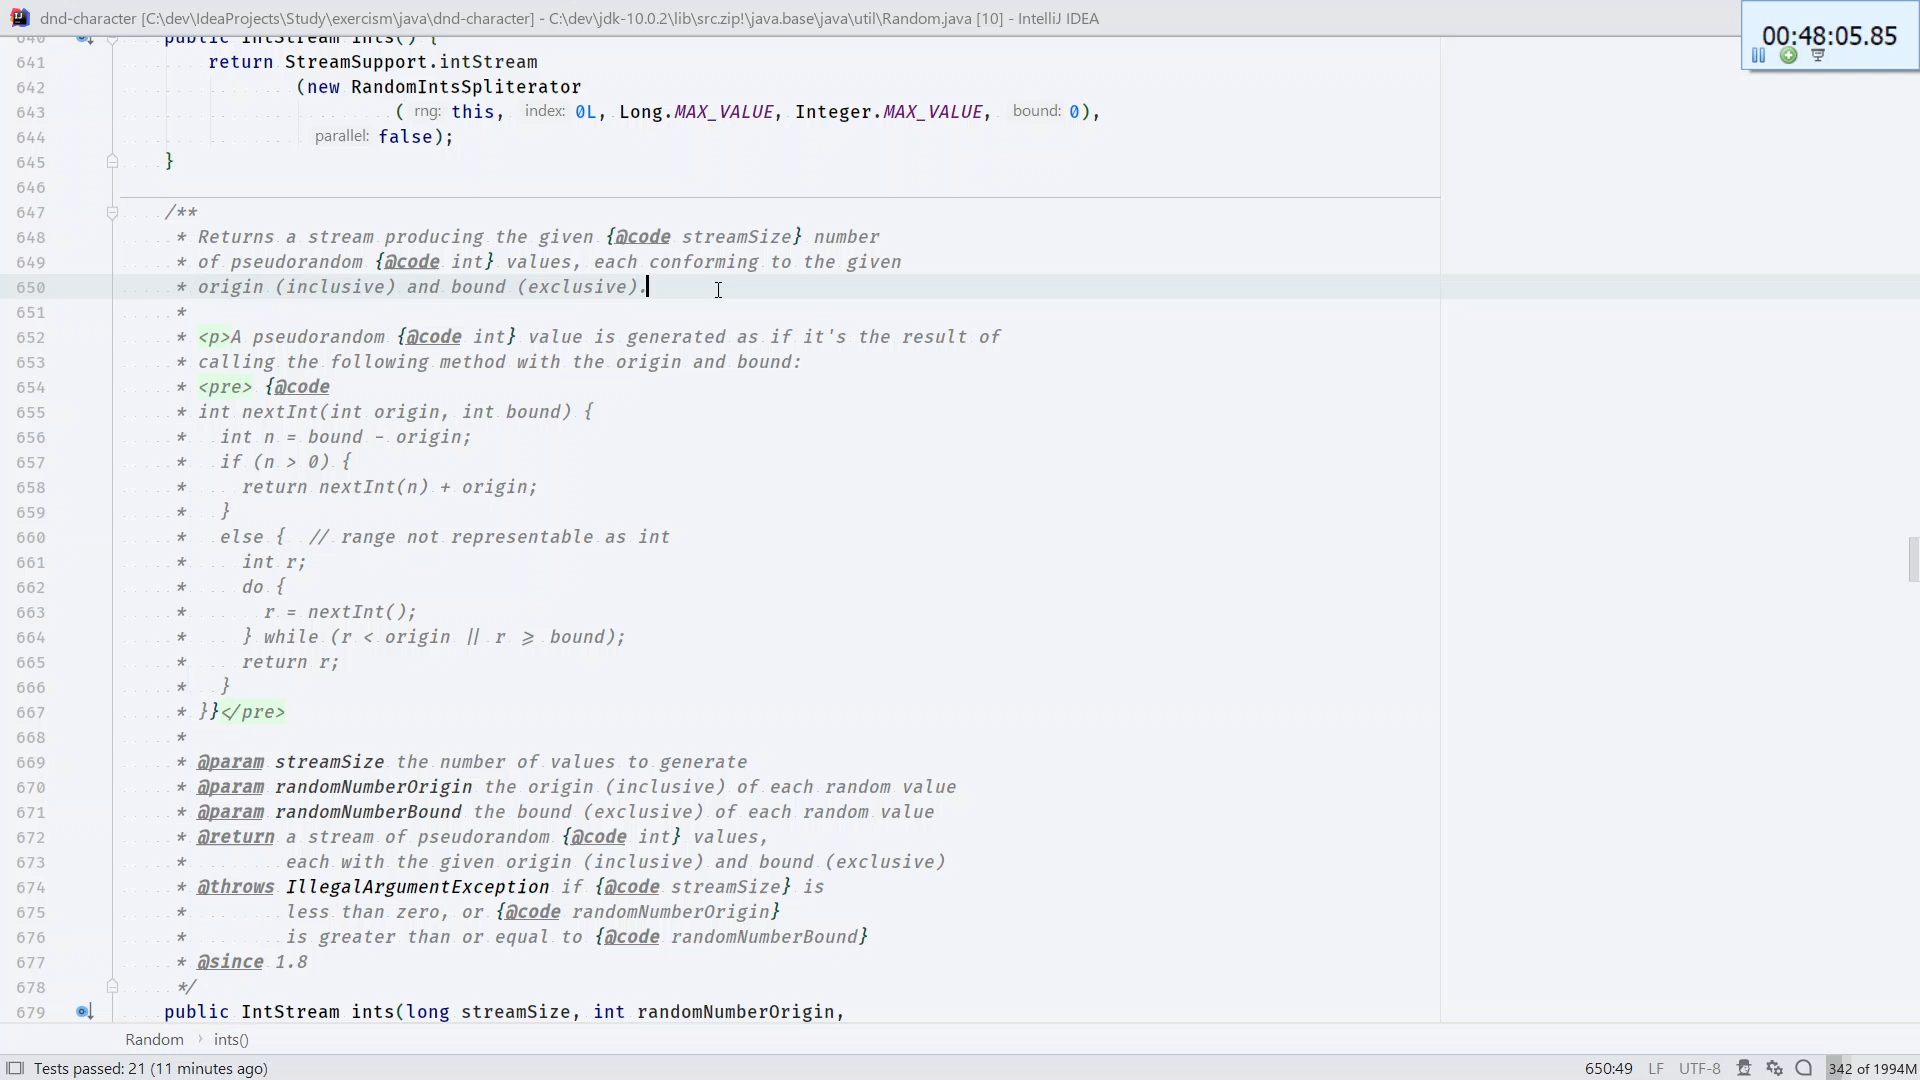 dnd-character [C:\dev\IdeaProjects\Study\exercism\java\dnd-character] - C:\dev\jdk-10.0.2\lib\src.zip!\java.base\java\util\Random.java [10] - IntelliJ IDEA
00:48:05.85
640 public IntStream ints() {
641 return StreamSupport.intStream
642 (new RandomIntsSpliterator
643 ( rng: this, index: 0L, Long.MAX_VALUE, Integer.MAX_VALUE, bound: 0),
644 parallel: false);
645 }
646
647 /**
648 * Returns a stream producing the given {@code streamSize} number
649 * of pseudorandom {@code int} values, each conforming to the given
650 * origin (inclusive) and bound (exclusive).
651 *
652 * <p>A pseudorandom {@code int} value is generated as if it's the result of
653 * calling the following method with the origin and bound:
654 * <pre> {@code
655 * int nextInt(int origin, int bound) {
656 *   int n = bound - origin;
657 *   if (n > 0) {
658 *     return nextInt(n) + origin;
659 *   }
660 *   else {  // range not representable as int
661 *     int r;
662 *     do {
663 *       r = nextInt();
664 *     } while (r < origin || r >= bound);
665 *     return r;
666 *   }
667 * }}</pre>
668 *
669 * @param streamSize the number of values to generate
670 * @param randomNumberOrigin the origin (inclusive) of each random value
671 * @param randomNumberBound the bound (exclusive) of each random value
672 * @return a stream of pseudorandom {@code int} values,
673 *         each with the given origin (inclusive) and bound (exclusive)
674 * @throws IllegalArgumentException if {@code streamSize} is
675 *         less than zero, or {@code randomNumberOrigin}
676 *         is greater than or equal to {@code randomNumberBound}
677 * @since 1.8
678 */
679 public IntStream ints(long streamSize, int randomNumberOrigin,
Random › ints()
Tests passed: 21 (11 minutes ago) 650:49 LF UTF-8 342 of 1994M